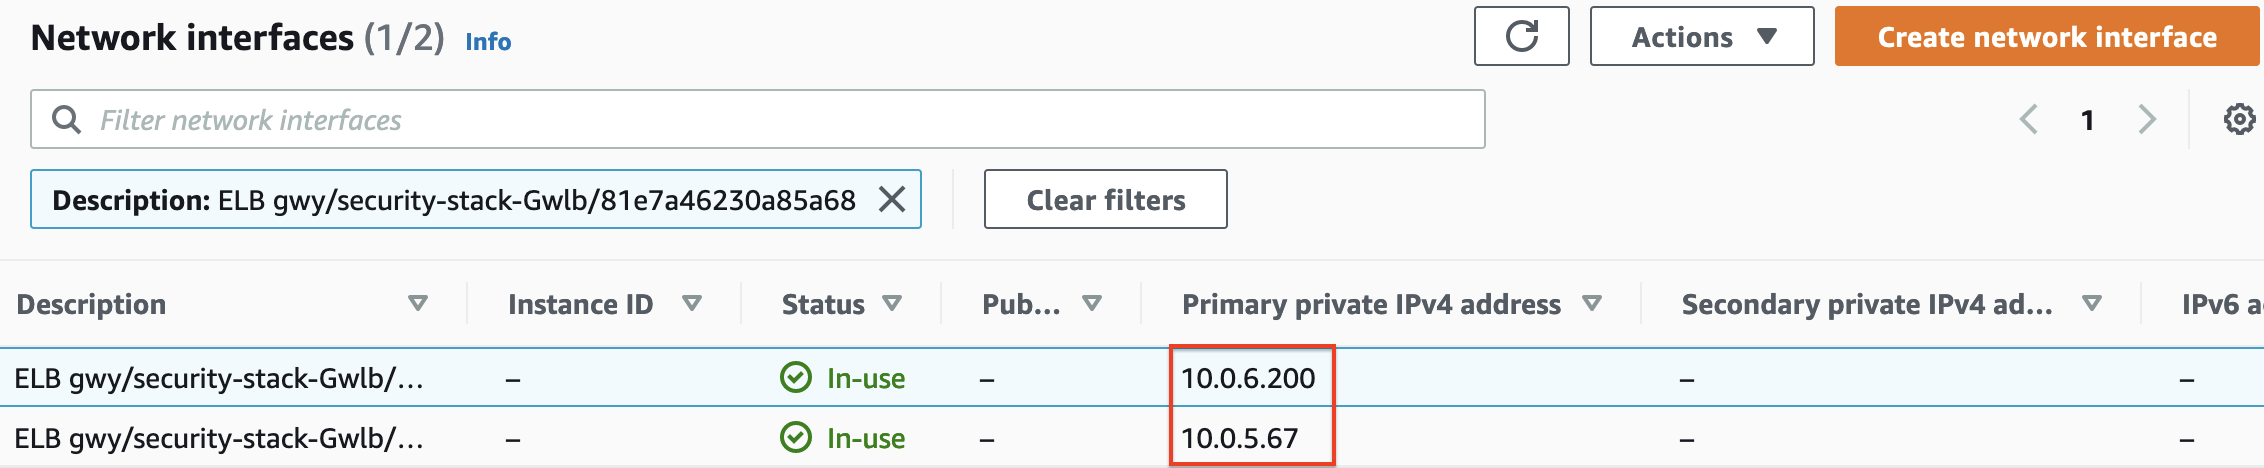 Network interfaces (1/2) Info
Actions
Create network interface
Filter network interfaces
1
Description: ELB gwy/security-stack-Gwlb/81e7a46230a85a68
Clear filters
Description Instance ID Status Pub... Primary private IPv4 address Secondary private IPv4 ad... IPv6 a
ELB gwy/security-stack-Gwlb/... – In-use – 10.0.6.200 – –
ELB gwy/security-stack-Gwlb/... – In-use – 10.0.5.67 – –